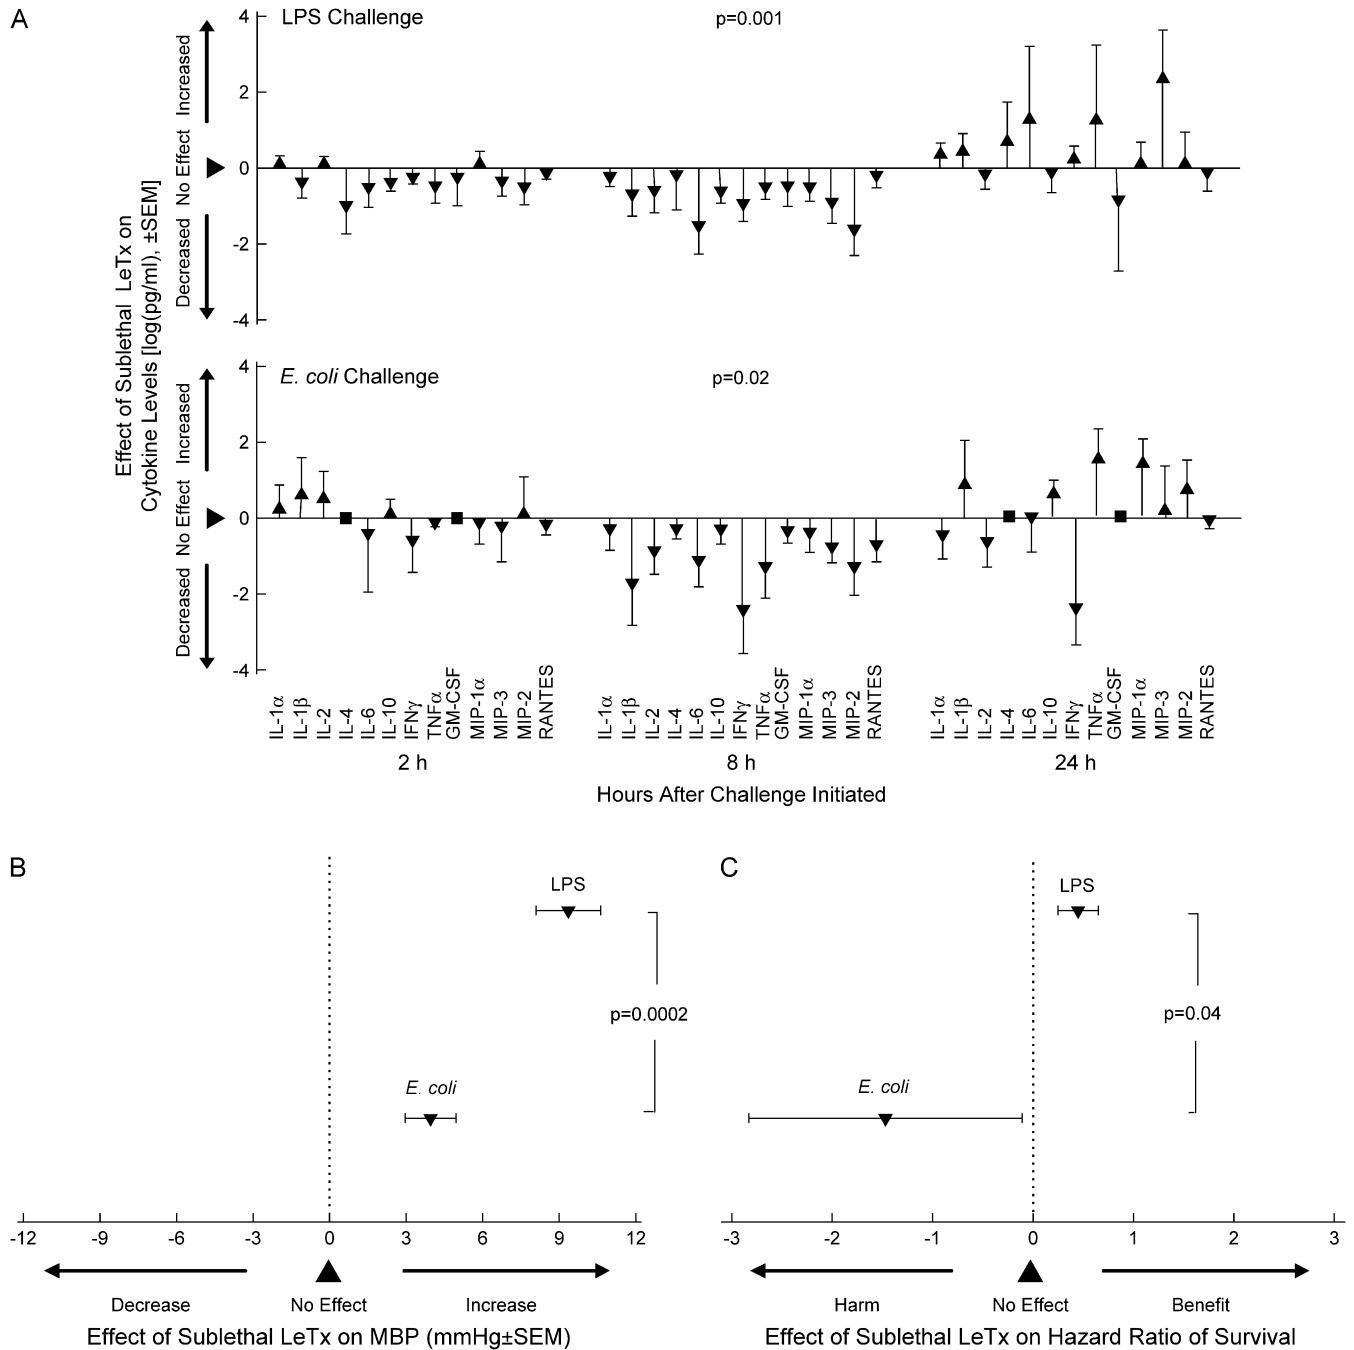 A
LPS Challenge
p=0.001
Effect of Sublethal LeTx on
Cytokine Levels [log(pg/ml), ±SEM]
Decreased No Effect Increased
4
2
0
-2
-4
E. coli Challenge
p=0.02
Decreased No Effect Increased
4
2
0
-2
-4
IL-1α IL-1β IL-2 IL-4 IL-6 IL-10 IFNγ TNFα GM-CSF MIP-1α MIP-3 MIP-2 RANTES
IL-1α IL-1β IL-2 IL-4 IL-6 IL-10 IFNγ TNFα GM-CSF MIP-1α MIP-3 MIP-2 RANTES
IL-1α IL-1β IL-2 IL-4 IL-6 IL-10 IFNγ TNFα GM-CSF MIP-1α MIP-3 MIP-2 RANTES
2 h 8 h 24 h
Hours After Challenge Initiated
B
LPS
p=0.0002
E. coli
-12 -9 -6 -3 0 3 6 9 12
Decrease No Effect Increase
Effect of Sublethal LeTx on MBP (mmHg±SEM)
C
LPS
p=0.04
E. coli
-3 -2 -1 0 1 2 3
Harm No Effect Benefit
Effect of Sublethal LeTx on Hazard Ratio of Survival